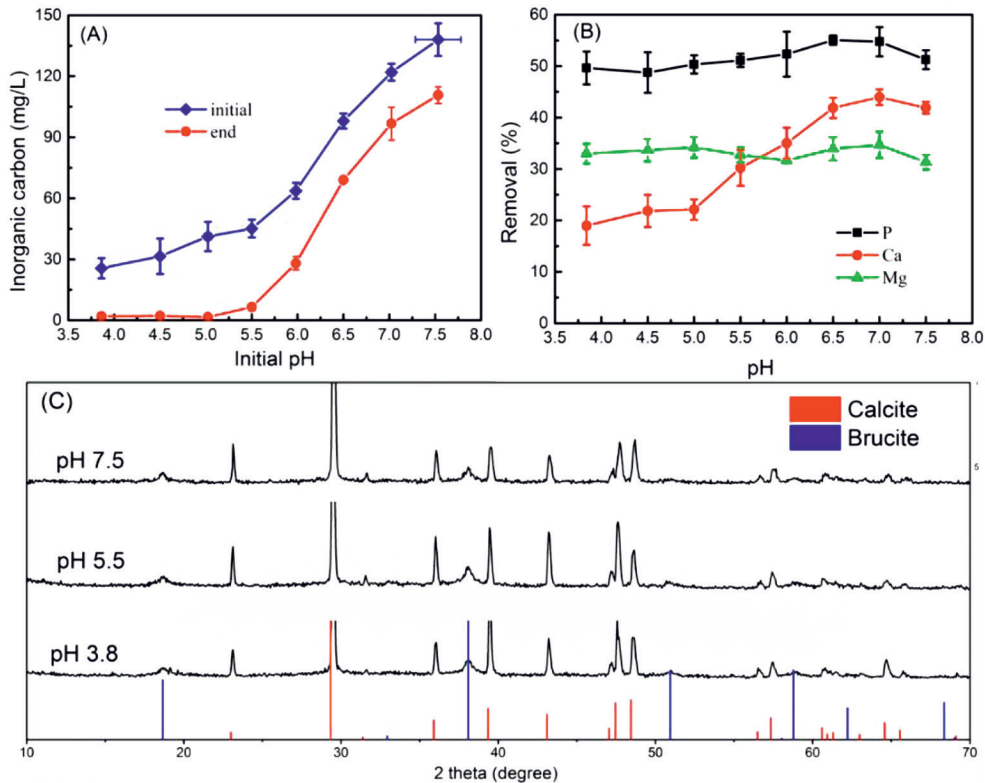 (A)
Inorganic carbon (mg/L)
150
120
90
60
30
0
initial
end
3.5 4.0 4.5 5.0 5.5 6.0 6.5 7.0 7.5 8.0
Initial pH
(B)
Removal (%)
60
50
40
30
20
10
0
P
Ca
Mg
3.5 4.0 4.5 5.0 5.5 6.0 6.5 7.0 7.5 8.0
pH
(C)
Calcite
Brucite
pH 7.5
5
pH 5.5
pH 3.8
10 20 30 40 50 60 70
2 theta (degree)